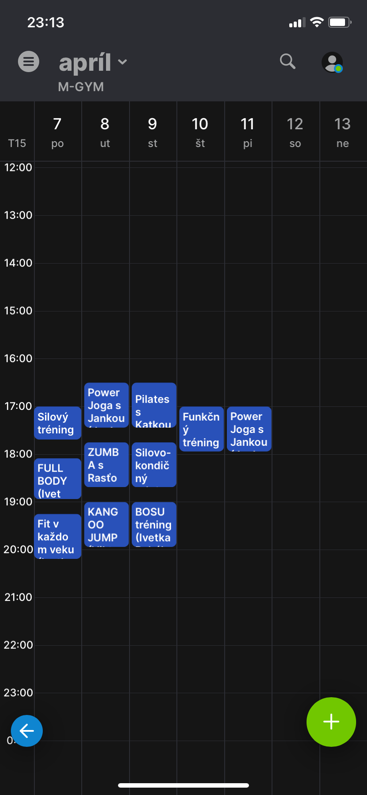 23:13
apríl
M-GYM
7 8 9 10 11 12 13
T15 po ut st št pi so ne
12:00
13:00
14:00
15:00
16:00
Power
Joga s
Jankou
Pilates
s
Katkou
17:00
Silový
tréning
Funkčn
ý
tréning
Power
Joga s
Jankou
18:00
FULL
BODY
(Ivet
ZUMB
A s
Rasťo
Silovo-
kondič
ný
19:00
Fit v
každo
m veku
KANG
OO
JUMP
BOSU
tréning
(Ivetka
20:00
21:00
22:00
23:00